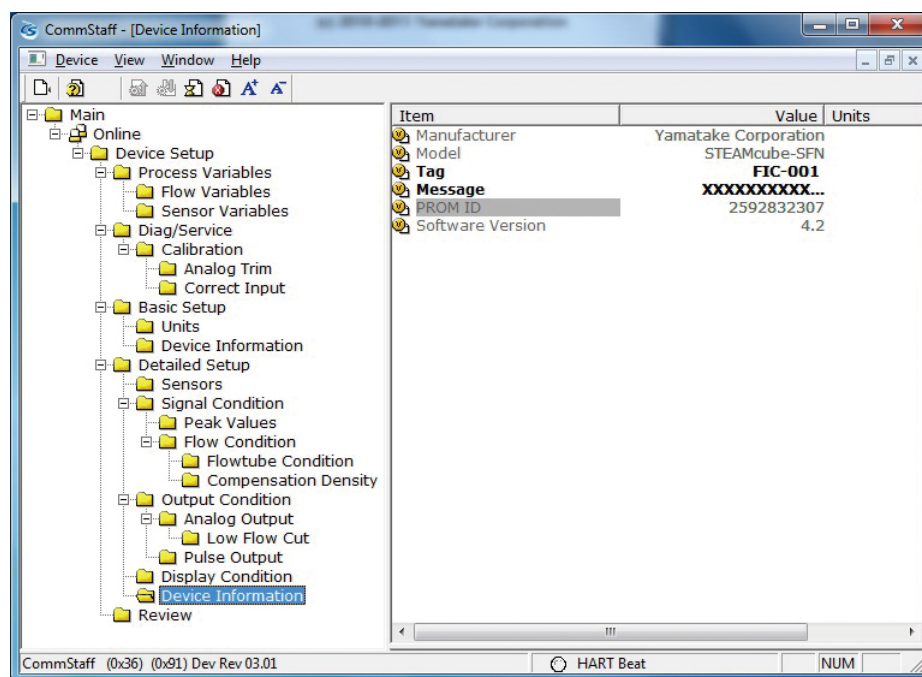 CommStaff - [Device Information]
Device View Window Help
Main
Online
Device Setup
Process Variables
Flow Variables
Sensor Variables
Diag/Service
Calibration
Analog Trim
Correct Input
Basic Setup
Units
Device Information
Detailed Setup
Sensors
Signal Condition
Peak Values
Flow Condition
Flowtube Condition
Compensation Density
Output Condition
Analog Output
Low Flow Cut
Pulse Output
Display Condition
Device Information
Review
Item Value Units
Manufacturer Yamatake Corporation
Model STEAMcube-SFN
Tag FIC-001
Message XXXXXXXXXX...
PROM ID 2592832307
Software Version 4.2
CommStaff (0x36) (0x91) Dev Rev 03.01 HART Beat NUM